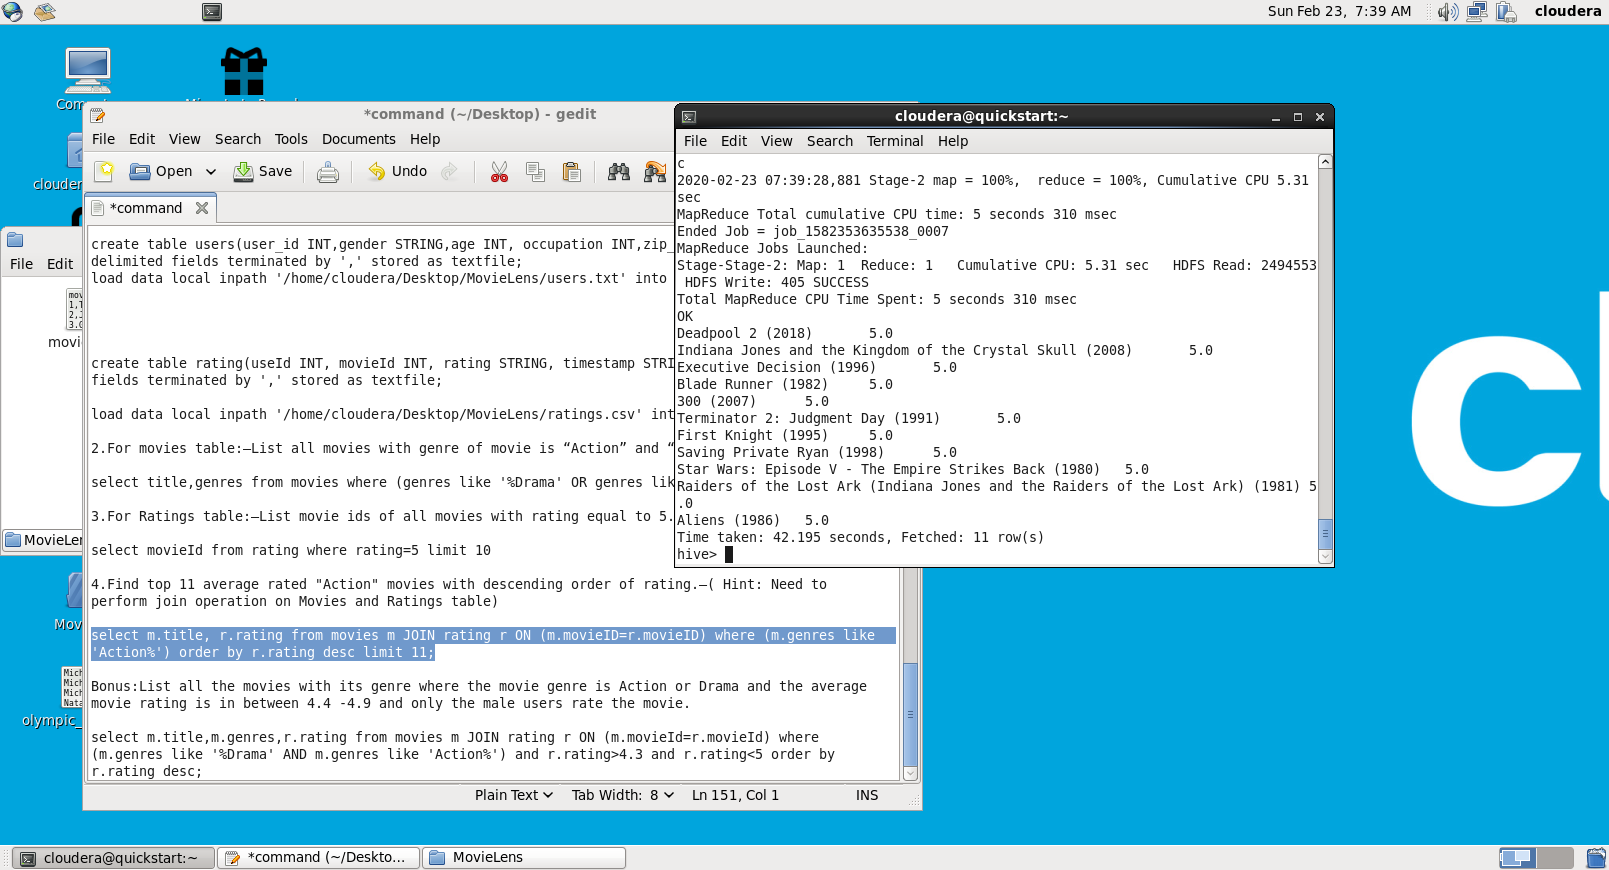 Sun Feb 23,  7:39 AM
cloudera
*command (~/Desktop) - gedit
File Edit View Search Tools Documents Help
Open Save Undo
*command
create table users(user_id INT,gender STRING,age INT, occupation INT,zip_
delimited fields terminated by ',' stored as textfile;
load data local inpath '/home/cloudera/Desktop/MovieLens/users.txt' into
create table rating(useId INT, movieId INT, rating STRING, timestamp STRI
fields terminated by ',' stored as textfile;
load data local inpath '/home/cloudera/Desktop/MovieLens/ratings.csv' int
2.For movies table:—List all movies with genre of movie is “Action” and “
select title,genres from movies where (genres like '%Drama' OR genres lik
3.For Ratings table:—List movie ids of all movies with rating equal to 5.
select movieId from rating where rating=5 limit 10
4.Find top 11 average rated "Action" movies with descending order of rating.—( Hint: Need to
perform join operation on Movies and Ratings table)
select m.title, r.rating from movies m JOIN rating r ON (m.movieID=r.movieID) where (m.genres like
'Action%') order by r.rating desc limit 11;
Bonus:List all the movies with its genre where the movie genre is Action or Drama and the average
movie rating is in between 4.4 -4.9 and only the male users rate the movie.
select m.title,m.genres,r.rating from movies m JOIN rating r ON (m.movieId=r.movieId) where
(m.genres like '%Drama' AND m.genres like 'Action%') and r.rating>4.3 and r.rating<5 order by
r.rating desc;
Plain Text Tab Width: 8 Ln 151, Col 1 INS
cloudera@quickstart:~
File Edit View Search Terminal Help
c
2020-02-23 07:39:28,881 Stage-2 map = 100%,  reduce = 100%, Cumulative CPU 5.31
sec
MapReduce Total cumulative CPU time: 5 seconds 310 msec
Ended Job = job_1582353635538_0007
MapReduce Jobs Launched:
Stage-Stage-2: Map: 1  Reduce: 1   Cumulative CPU: 5.31 sec   HDFS Read: 2494553
HDFS Write: 405 SUCCESS
Total MapReduce CPU Time Spent: 5 seconds 310 msec
OK
Deadpool 2 (2018)       5.0
Indiana Jones and the Kingdom of the Crystal Skull (2008)       5.0
Executive Decision (1996)       5.0
Blade Runner (1982)     5.0
300 (2007)      5.0
Terminator 2: Judgment Day (1991)       5.0
First Knight (1995)     5.0
Saving Private Ryan (1998)      5.0
Star Wars: Episode V - The Empire Strikes Back (1980)   5.0
Raiders of the Lost Ark (Indiana Jones and the Raiders of the Lost Ark) (1981) 5
.0
Aliens (1986)   5.0
Time taken: 42.195 seconds, Fetched: 11 row(s)
hive>
File Edit
MovieLen
cloudera@quickstart:~
*command (~/Deskto...
MovieLens